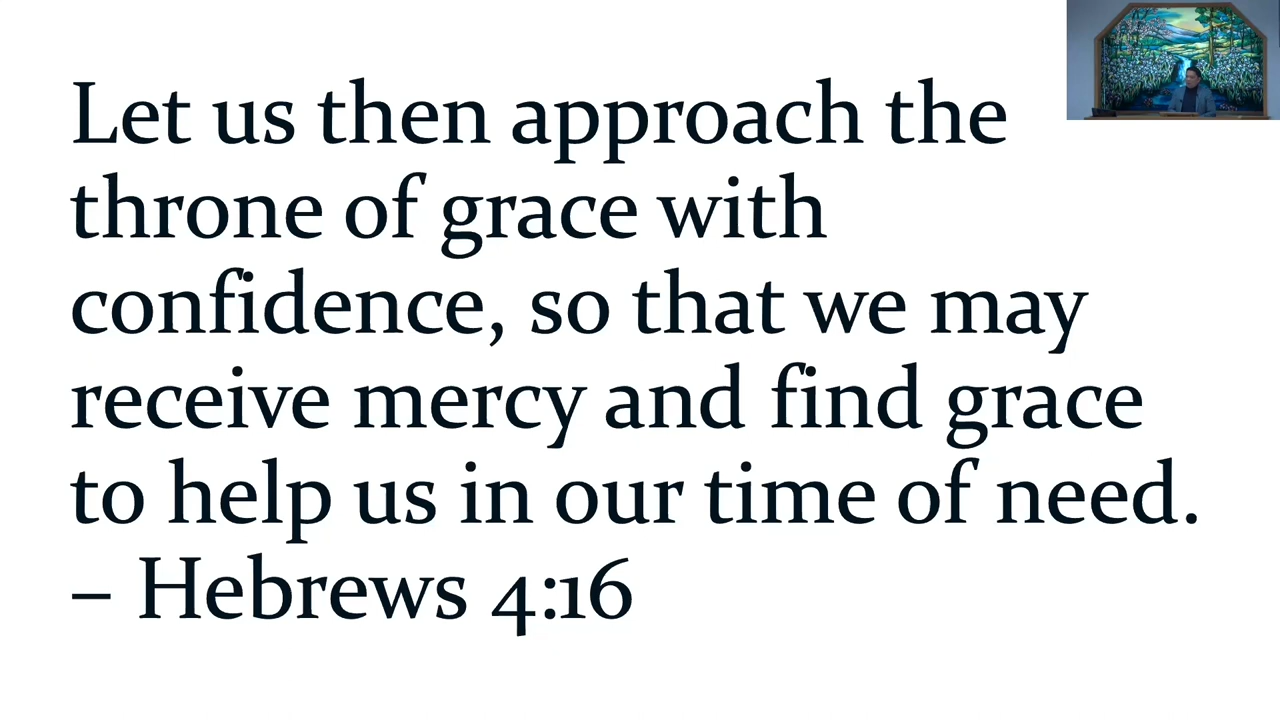 Let us then approach the
throne of grace with
confidence, so that we may
receive mercy and find grace
to help us in our time of need.
– Hebrews 4:16